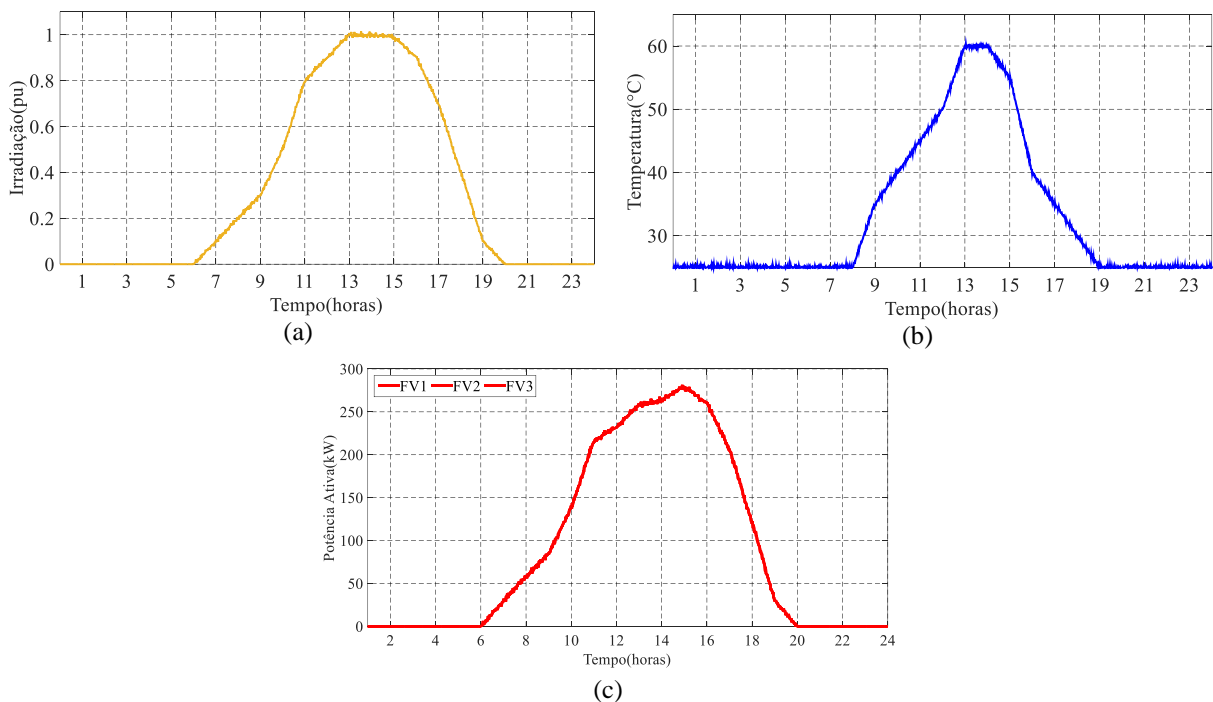 Irradiação(pu)
1
0.8
0.6
0.4
0.2
0
1 3 5 7 9 11 13 15 17 19 21 23
Tempo(horas)
(a)
Temperatura(°C)
60
50
40
30
1 3 5 7 9 11 13 15 17 19 21 23
Tempo(horas)
(b)
FV1 FV2 FV3
Potência Ativa(kW)
300
250
200
150
100
50
0
2 4 6 8 10 12 14 16 18 20 22 24
Tempo(horas)
(c)